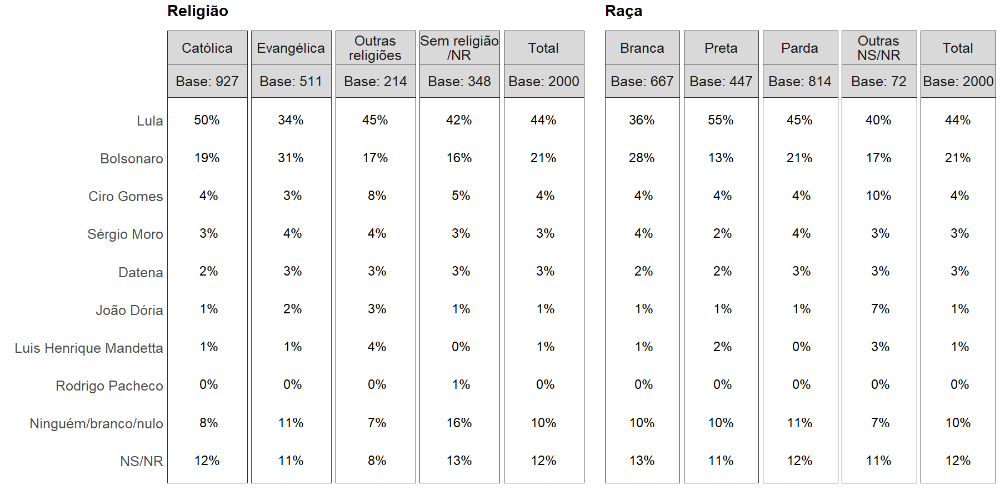 Religião Raça
Católica Evangélica Outras religiões Sem religião /NR Total Branca Preta Parda Outras NS/NR Total
Base: 927 Base: 511 Base: 214 Base: 348 Base: 2000 Base: 667 Base: 447 Base: 814 Base: 72 Base: 2000
Lula 50% 34% 45% 42% 44% 36% 55% 45% 40% 44%
Bolsonaro 19% 31% 17% 16% 21% 28% 13% 21% 17% 21%
Ciro Gomes 4% 3% 8% 5% 4% 4% 4% 4% 10% 4%
Sérgio Moro 3% 4% 4% 3% 3% 4% 2% 4% 3% 3%
Datena 2% 3% 3% 3% 3% 2% 2% 3% 3% 3%
João Dória 1% 2% 3% 1% 1% 1% 1% 1% 7% 1%
Luis Henrique Mandetta 1% 1% 4% 0% 1% 1% 2% 0% 3% 1%
Rodrigo Pacheco 0% 0% 0% 1% 0% 0% 0% 0% 0% 0%
Ninguém/branco/nulo 8% 11% 7% 16% 10% 10% 10% 11% 7% 10%
NS/NR 12% 11% 8% 13% 12% 13% 11% 12% 11% 12%